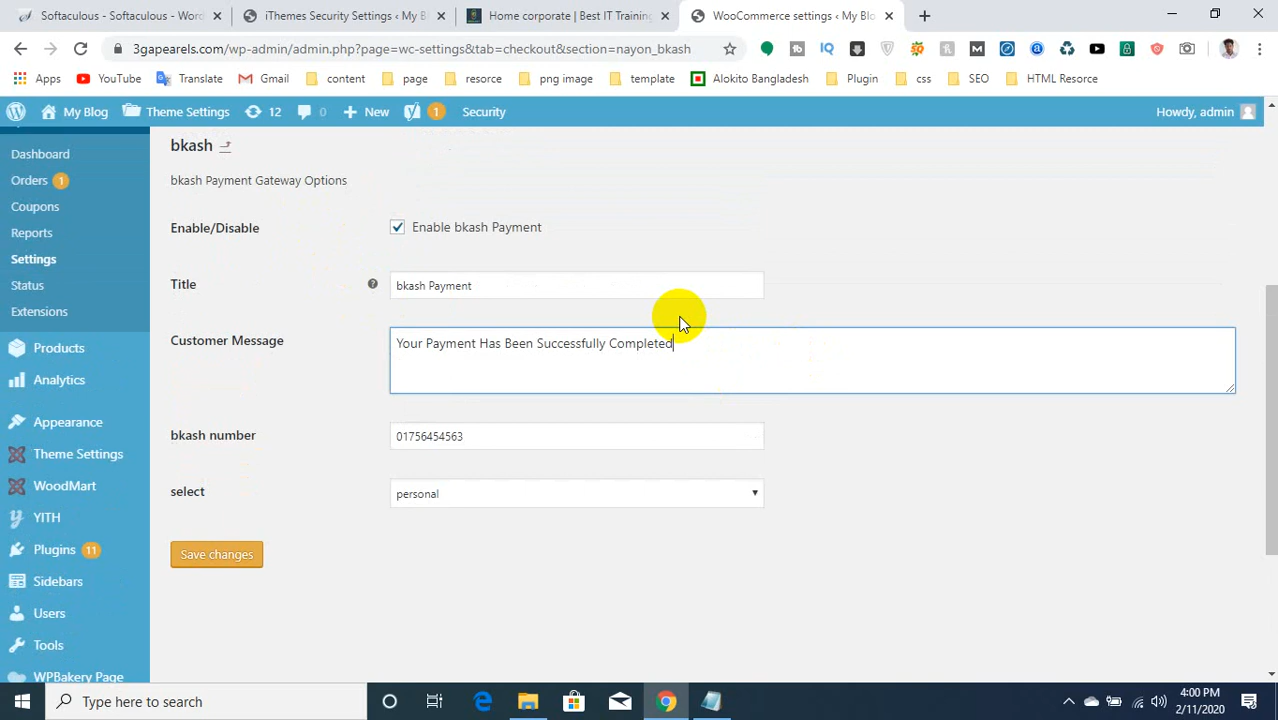 Softaculous - Softaculous - Word
iThemes Security Settings ‹ My B
Home corporate | Best IT Training
WooCommerce settings ‹ My Blo
3gapearels.com/wp-admin/admin.php?page=wc-settings&tab=checkout&section=nayon_bkash
Apps YouTube Translate Gmail content page resorce png image template Alokito Bangladesh Plugin css SEO HTML Resorce
My Blog Theme Settings 12 0 New 1 Security Howdy, admin
Dashboard
Orders 1
Coupons
Reports
Settings
Status
Extensions
Products
Analytics
Appearance
Theme Settings
WoodMart
YITH
Plugins 11
Sidebars
Users
Tools
WPBakery Page
bkash
bkash Payment Gateway Options
Enable/Disable Enable bkash Payment
Title bkash Payment
Customer Message Your Payment Has Been Successfully Completed
bkash number 01756454563
select personal
Save changes
Type here to search
4:00 PM
2/11/2020